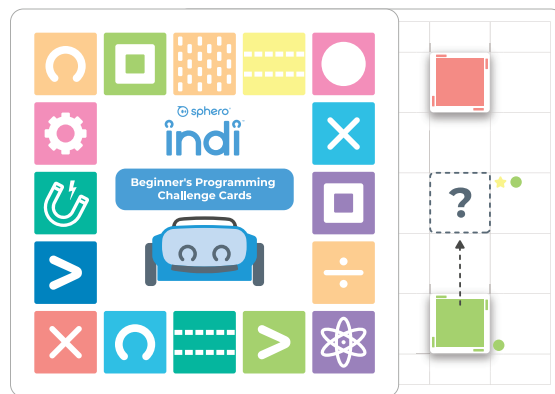 sphero
indi
Beginner's Programming
Challenge Cards
?